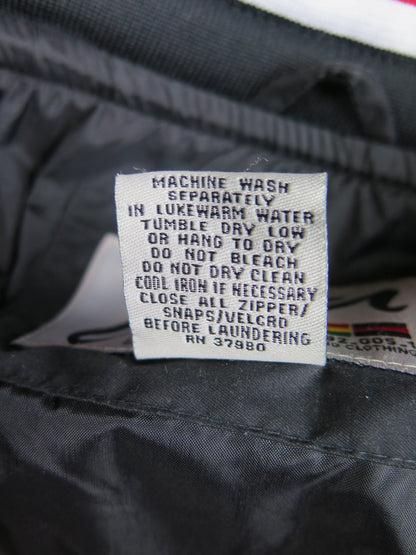 MACHINE WASH
SEPARATELY
IN LUKEWARM WATER
TUMBLE DRY LOW
OR HANG TO DRY
DO NOT BLEACH
DO NOT DRY CLEAN
COOL IRON IF NECESSARY
CLOSE ALL ZIPPER/
SNAPS/VELCRO
BEFORE LAUNDERING
RN 37980
CLOTHING